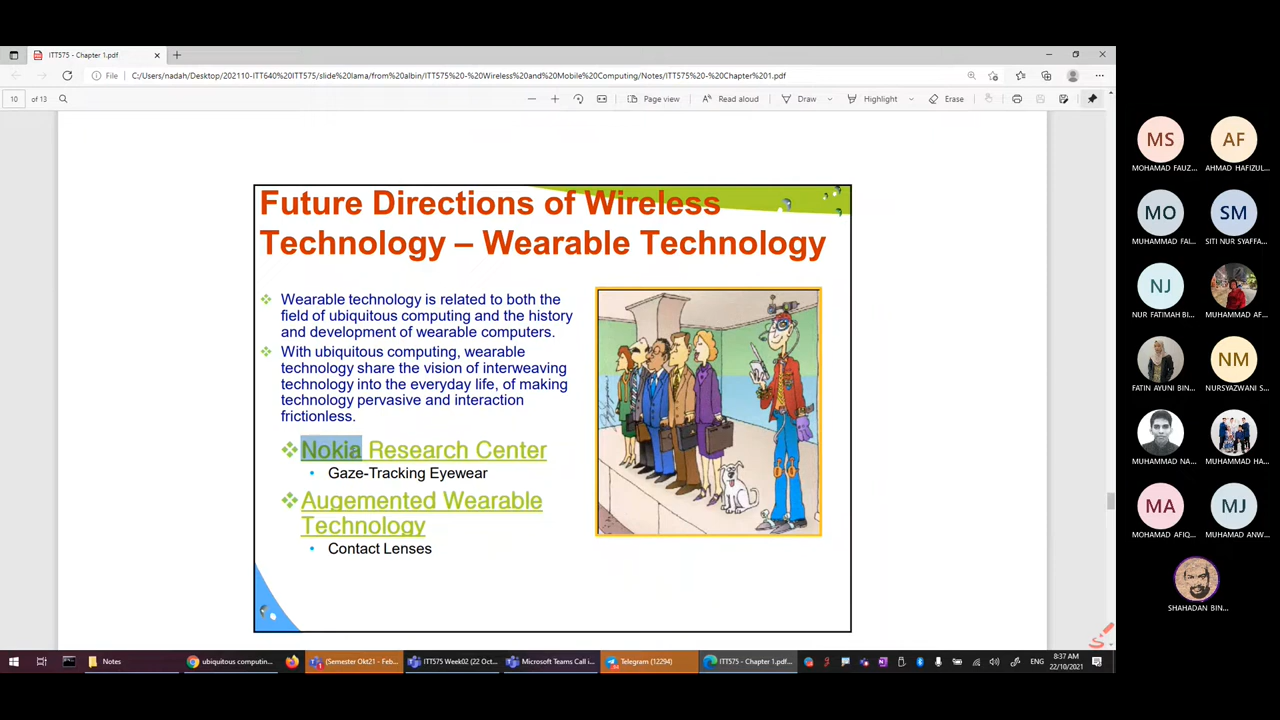 ITT575 - Chapter 1.pdf
File
C:/Users/nadah/Desktop/202110-ITT640%20ITT575/slide%20lama/from%20albin/ITT575%20-%20Wireless%20and%20Mobile%20Computing/Notes/ITT575%20-%20Chapter%201.pdf
10 of 13
Page view
Read aloud
Draw
Highlight
Erase
Future Directions of Wireless
Technology – Wearable Technology
Wearable technology is related to both the
field of ubiquitous computing and the history
and development of wearable computers.
With ubiquitous computing, wearable
technology share the vision of interweaving
technology into the everyday life, of making
technology pervasive and interaction
frictionless.
Nokia Research Center
Gaze-Tracking Eyewear
Augemented Wearable
Technology
Contact Lenses
MS
MOHAMAD FAUZ...
AF
AHMAD HAFIZUL...
MO
MUHAMMAD FAI...
SM
SITI NUR SYAFFA...
NJ
NUR FATIMAH BI...
MUHAMMAD AF...
FATIN AYUNI BIN...
NM
NURSYAZWANI S...
MUHAMMAD NA...
MUHAMMAD HA...
MA
MOHAMAD AFIQ...
MJ
MUHAMAD ANW...
SHAHADAN BIN...
Notes
ubiquitous computin...
(Semester Okt21 - Feb...
ITT575 Week02 (22 Oct...
Microsoft Teams Call i...
Telegram (12294)
ITT575 - Chapter 1.pdf...
ENG
8:37 AM
22/10/2021